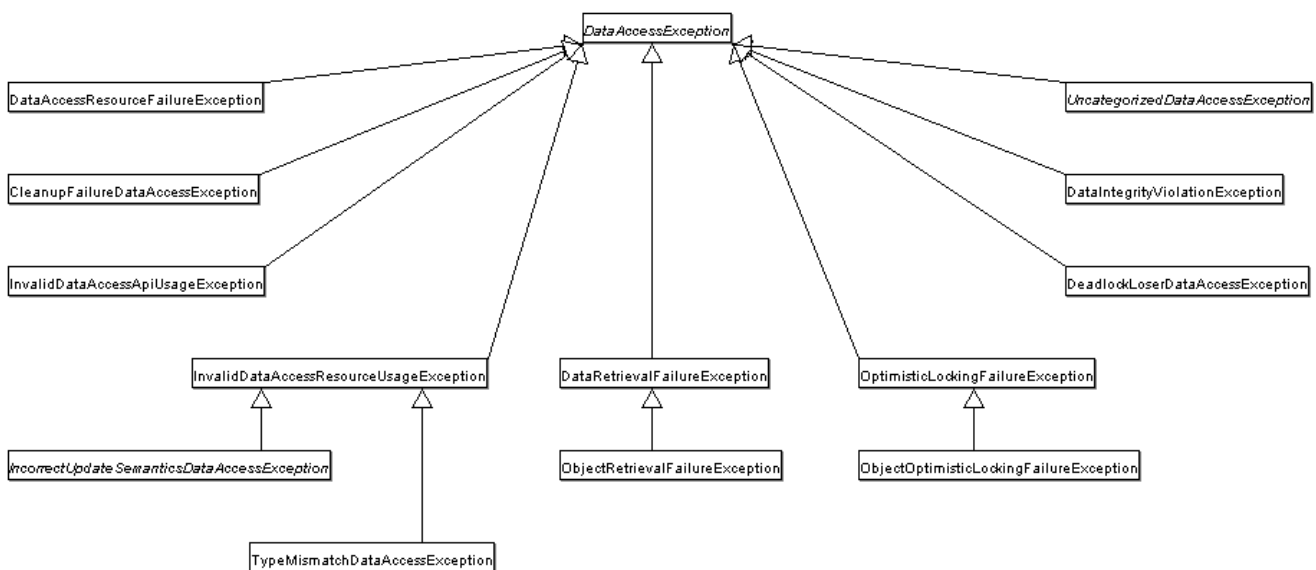 DataAccessException
DataAccessResourceFailureException
UncategorizedDataAccessException
CleanupFailureDataAccessException
DataIntegrityViolationException
InvalidDataAccessApiUsageException
DeadlockLoserDataAccessException
InvalidDataAccessResourceUsageException
DataRetrievalFailureException
OptimisticLockingFailureException
IncorrectUpdateSemanticsDataAccessException
ObjectRetrievalFailureException
ObjectOptimisticLockingFailureException
TypeMismatchDataAccessException